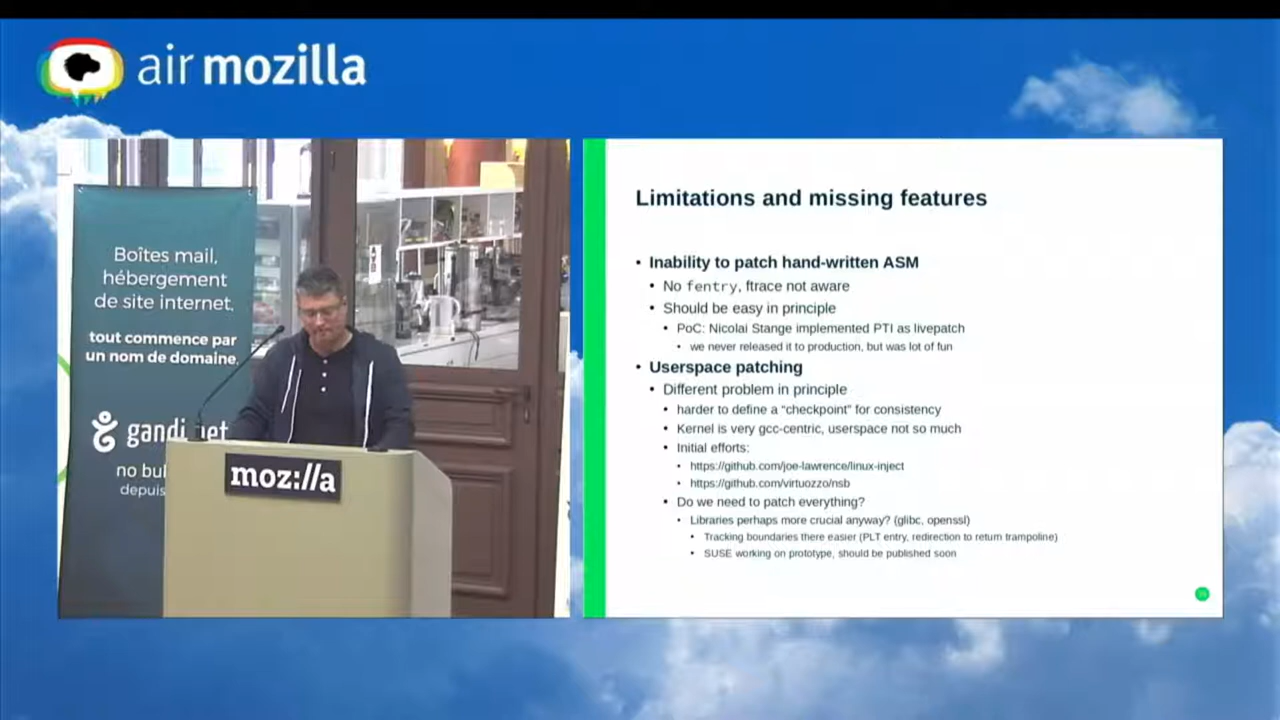 air mozilla
Boîtes mail,
hébergement
de site internet,
tout commence par
un nom de domaine.
gandi.net
no bul
depuis
moz://a
Limitations and missing features
• Inability to patch hand-written ASM
• No fentry, ftrace not aware
• Should be easy in principle
• PoC: Nicolai Stange implemented PTI as livepatch
• we never released it to production, but was lot of fun
• Userspace patching
• Different problem in principle
• harder to define a “checkpoint” for consistency
• Kernel is very gcc-centric, userspace not so much
• Initial efforts:
• https://github.com/joe-lawrence/linux-inject
• https://github.com/virtuozzo/nsb
• Do we need to patch everything?
• Libraries perhaps more crucial anyway? (glibc, openssl)
• Tracking boundaries there easier (PLT entry, redirection to return trampoline)
• SUSE working on prototype, should be published soon